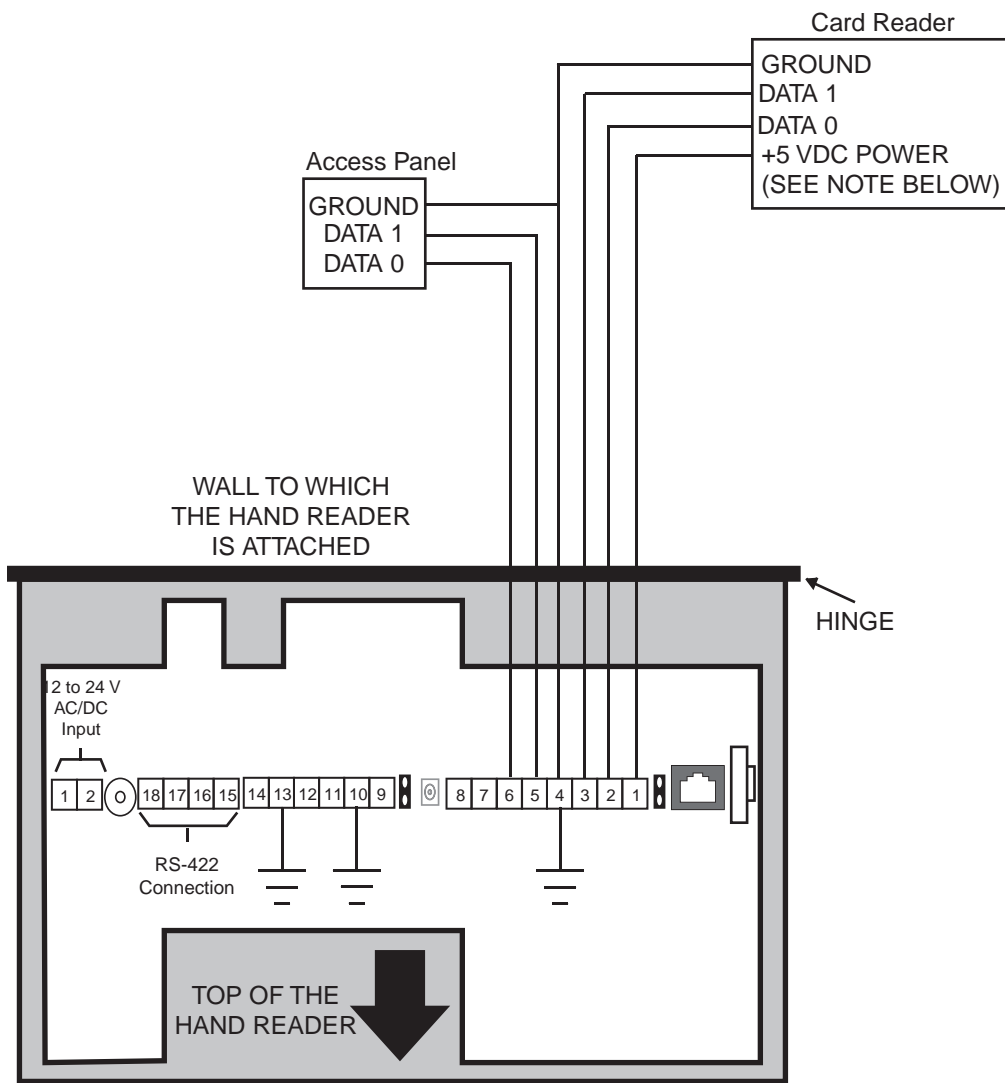 Card Reader
GROUND
DATA 1
DATA 0
+5 VDC POWER
(SEE NOTE BELOW)
Access Panel
GROUND
DATA 1
DATA 0
WALL TO WHICH
THE HAND READER
IS ATTACHED
HINGE
12 to 24 V
AC/DC
Input
1 2 18 17 16 15 14 13 12 11 10 9 8 7 6 5 4 3 2 1
RS-422
Connection
TOP OF THE
HAND READER